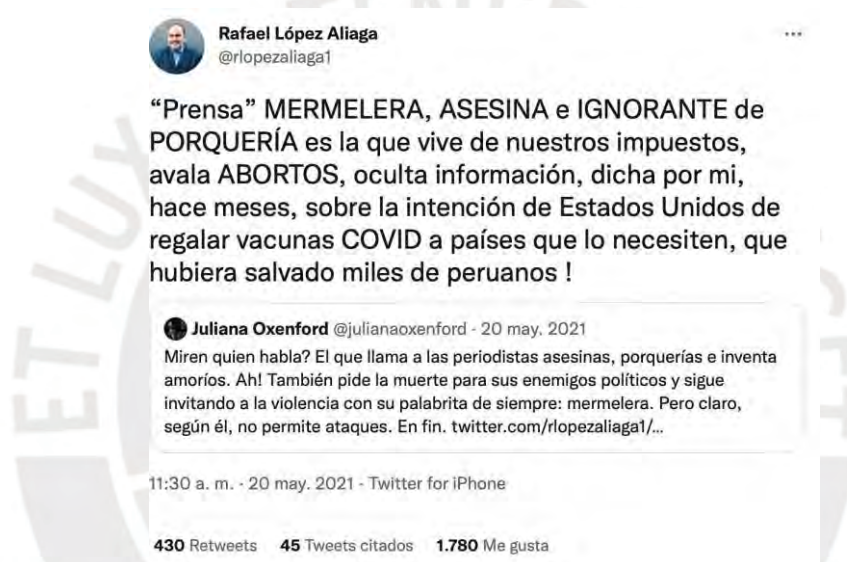 Rafael López Aliaga
@rlopezaliaga1
“Prensa” MERMELERA, ASESINA e IGNORANTE de
PORQUERÍA es la que vive de nuestros impuestos,
avala ABORTOS, oculta información, dicha por mi,
hace meses, sobre la intención de Estados Unidos de
regalar vacunas COVID a países que lo necesiten, que
hubiera salvado miles de peruanos !
Juliana Oxenford @julianaoxenford - 20 may. 2021
Miren quien habla? El que llama a las periodistas asesinas, porquerías e inventa
amoríos. Ah! También pide la muerte para sus enemigos políticos y sigue
invitando a la violencia con su palabrita de siempre: mermelera. Pero claro,
según él, no permite ataques. En fin. twitter.com/rlopezaliaga1/...
11:30 a. m. · 20 may. 2021 - Twitter for iPhone
430 Retweets 45 Tweets citados 1.780 Me gusta
ET LUX